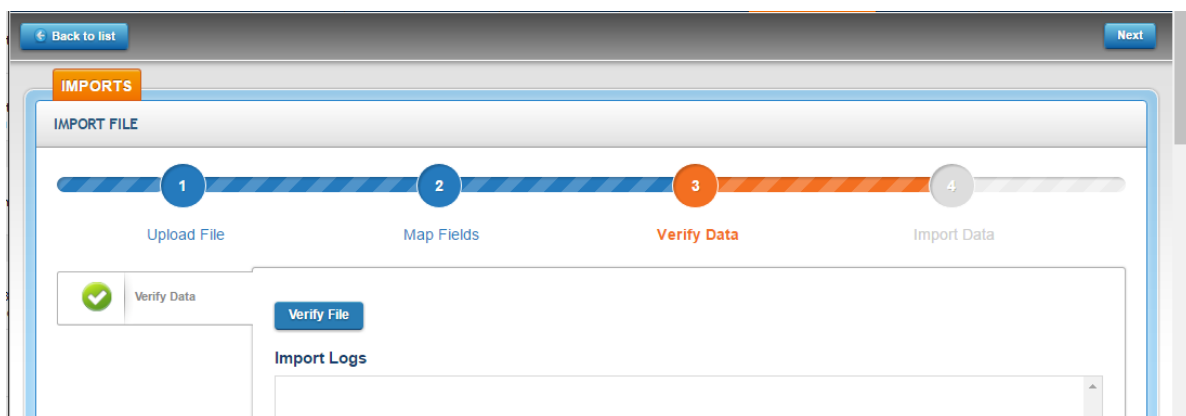 Back to list
Next
IMPORTS
IMPORT FILE
1
2
3
4
Upload File
Map Fields
Verify Data
Import Data
Verify Data
Verify File
Import Logs